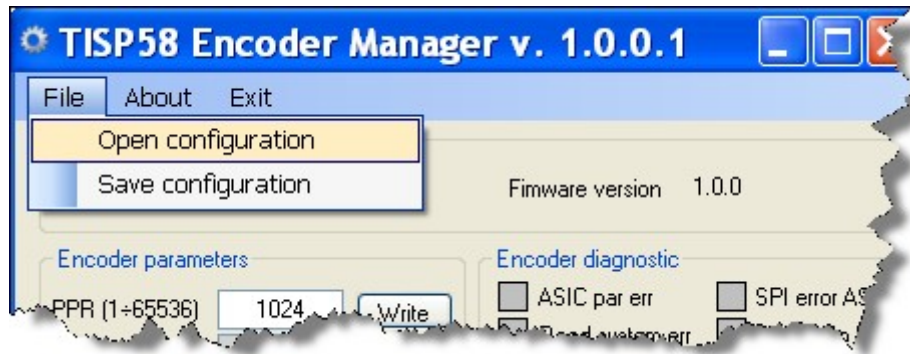 TISP58 Encoder Manager v. 1.0.0.1
File About Exit
Open configuration
Save configuration
Fimware version 1.0.0
Encoder parameters
Encoder diagnostic
PPR (1÷65536) 1024 Write
ASIC par err
SPI error